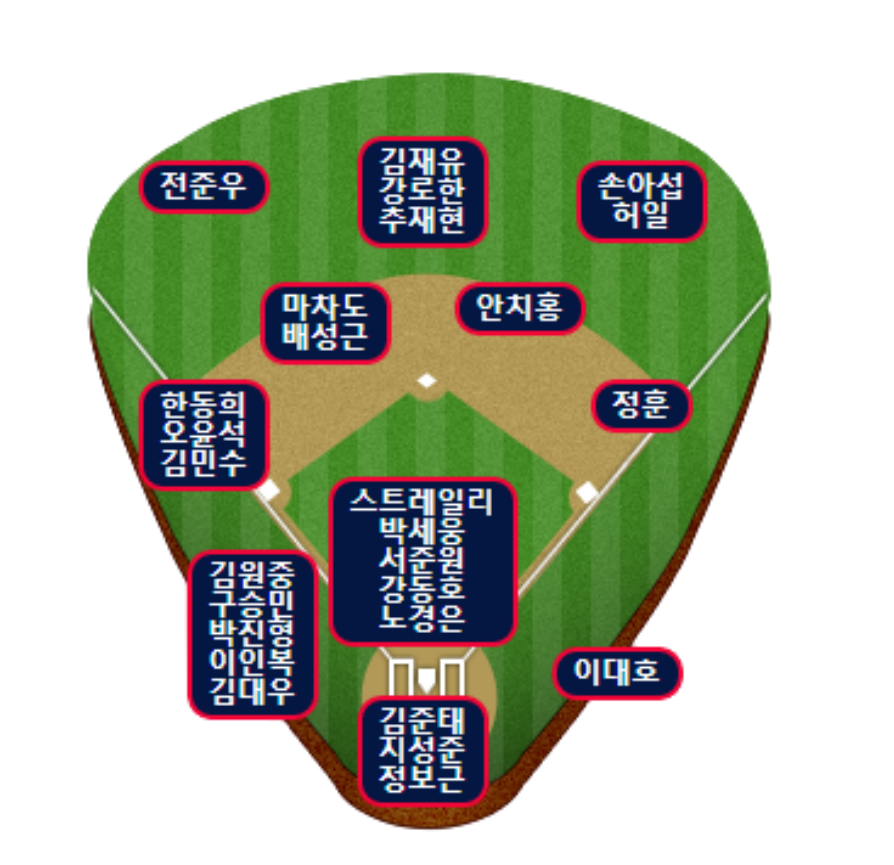 전준우
김재유
강로한
추재현
손아섭
허일
마차도
배성근
안치홍
한동희
오윤석
김민수
정훈
스트레일리
박세웅
서준원
강동호
노경은
김원중
구승민
박진형
이인복
김대우
이대호
김준태
지성준
정보근